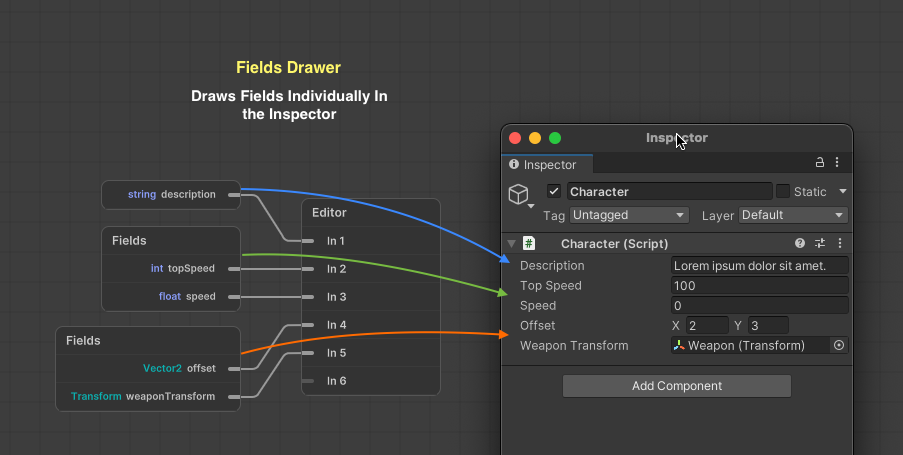 Fields Drawer
Draws Fields Individually In
the Inspector
string description
Fields
int topSpeed
float speed
Fields
Vector2 offset
Transform weaponTransform
Editor
In 1
In 2
In 3
In 4
In 5
In 6
Inspector
Inspector
Character
Static
Tag Untagged
Layer Default
# Character (Script)
Description Lorem ipsum dolor sit amet.
Top Speed 100
Speed 0
Offset X 2 Y 3
Weapon Transform Weapon (Transform)
Add Component